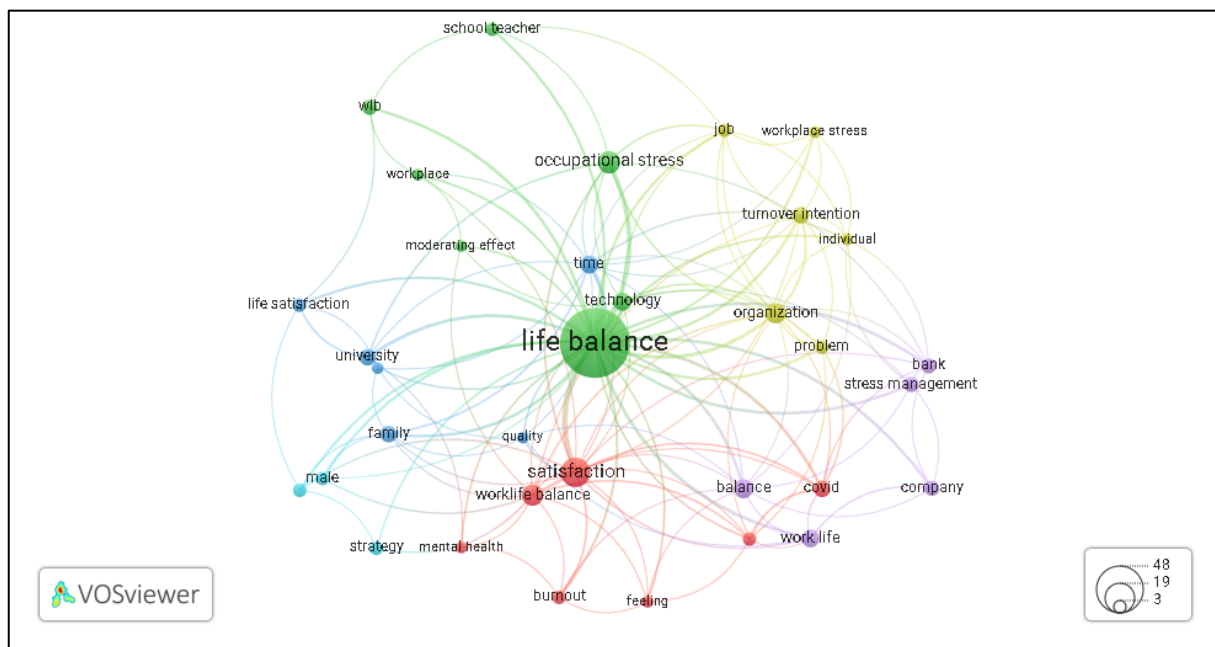 school teacher
wlb
job
workplace stress
occupational stress
workplace
turnover intention
individual
moderating effect
time
life satisfaction
technology
organization
life balance
problem
university
bank
stress management
family
quality
satisfaction
male
worklife balance
balance
covid
company
work life
strategy
mental health
burnout
feeling
VOSviewer
48
19
3